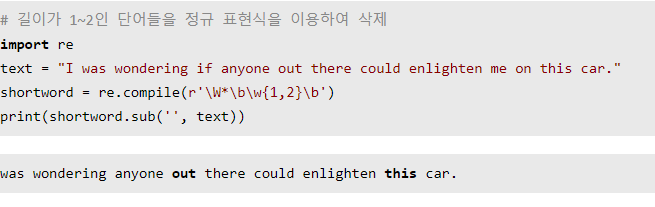 # 길이가 1~2인 단어들을 정규 표현식을 이용하여 삭제
import re
text = "I was wondering if anyone out there could enlighten me on this car."
shortword = re.compile(r'\W*\b\w{1,2}\b')
print(shortword.sub('', text))
was wondering anyone out there could enlighten this car.